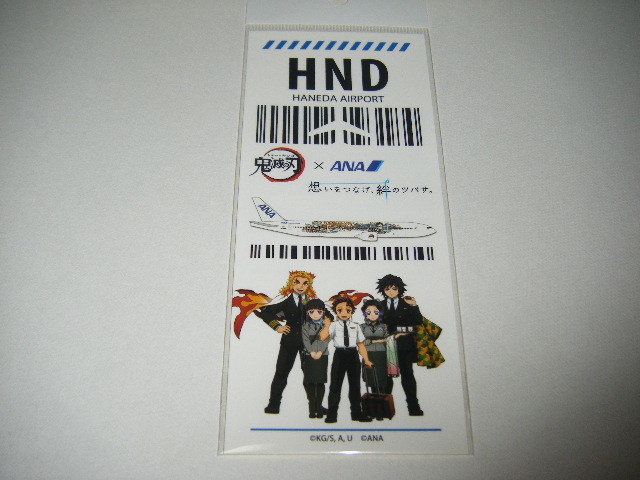 HND
HANEDA AIRPORT
鬼滅の刃 × ANA
想いをつなげ、絆のツバサ。
ANA
©KG/S, A, U ©ANA